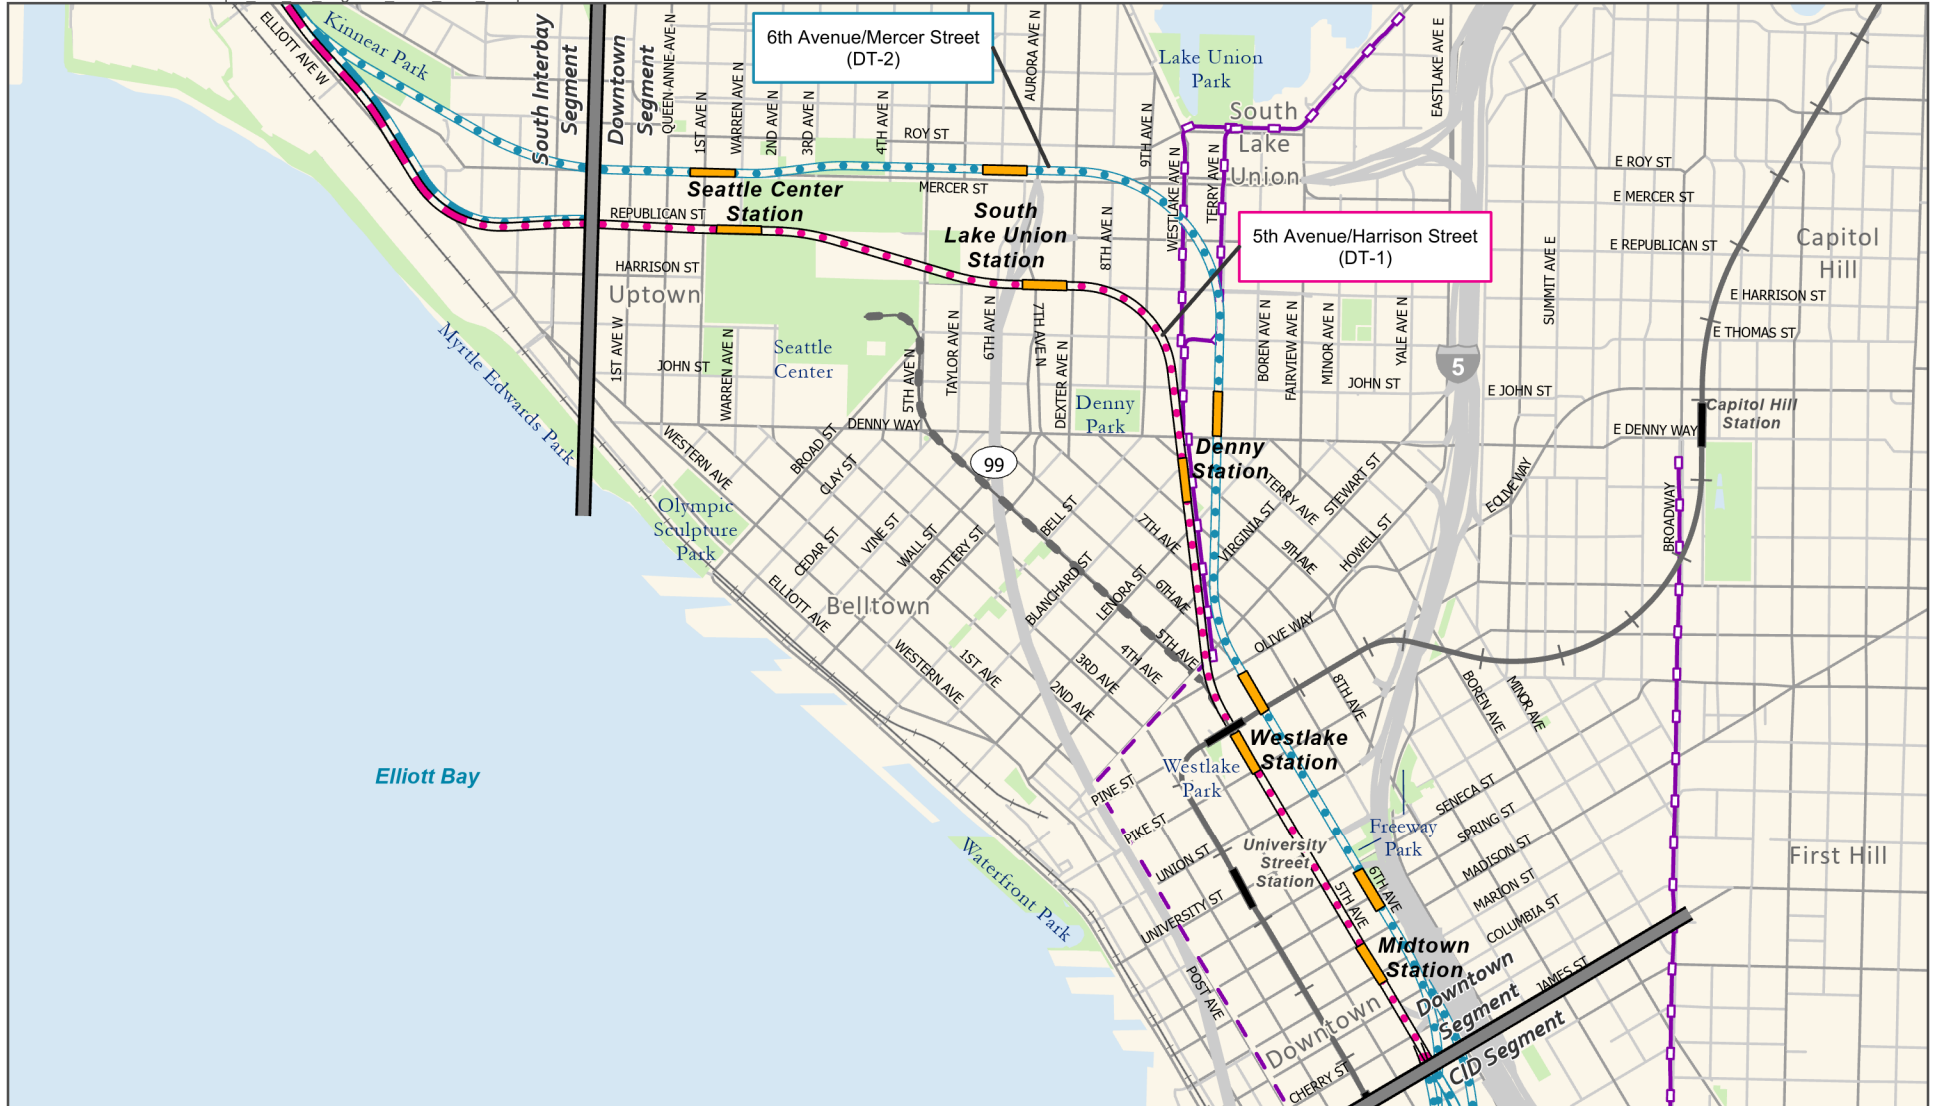 6th Avenue/Mercer Street
(DT-2)
5th Avenue/Harrison Street
(DT-1)
ELLIOTT AVE W
Kinnear Park
South Interbay
Segment
Downtown
Segment
QUEEN ANNE AVE N
1ST AVE N
WARREN AVE N
2ND AVE N
3RD AVE N
4TH AVE N
ROY ST
AURORA AVE N
9TH AVE N
Lake Union
Park
South
Lake
Union
WESTLAKE AVE N
TERRY AVE N
EASTLAKE AVE E
E ROY ST
E MERCER ST
E REPUBLICAN ST
Capitol
Hill
E HARRISON ST
E THOMAS ST
SUMMIT AVE E
Seattle Center
Station
MERCER ST
REPUBLICAN ST
South
Lake Union
Station
8TH AVE N
HARRISON ST
Uptown
1ST AVE W
JOHN ST
WARREN AVE N
Seattle
Center
5TH AVE N
TAYLOR AVE N
6TH AVE N
7TH AVE N
DEXTER AVE N
Denny
Park
BOREN AVE N
FAIRVIEW AVE N
MINOR AVE N
YALE AVE N
JOHN ST
5
E JOHN ST
Capitol Hill
Station
E DENNY WAY
DENNY WAY
Myrtle Edwards Park
WESTERN AVE
BROAD ST
CLAY ST
99
Denny
Station
Olympic
Sculpture
Park
CEDAR ST
VINE ST
WALL ST
BATTERY ST
BELL ST
7TH AVE
VIRGINIA ST
TERRY AVE
STEWART ST
9TH AVE
HOWELL ST
E OLIVE WAY
BROADWAY
ELLIOTT AVE
Belltown
BLANCHARD ST
LENORA ST
6TH AVE
5TH AVE
OLIVE WAY
WESTERN AVE
1ST AVE
2ND AVE
3RD AVE
4TH AVE
8TH AVE
BOREN AVE
MINOR AVE
Westlake
Station
Westlake
Park
Elliott Bay
PINE ST
PIKE ST
UNION ST
UNIVERSITY ST
University
Street
Station
Freeway
Park
SENECA ST
SPRING ST
MADISON ST
MARION ST
COLUMBIA ST
First Hill
Waterfront Park
5TH AVE
6TH AVE
Midtown
Station
POST AVE
Downtown
CHERRY ST
JAMES ST
Downtown
Segment
CID Segment